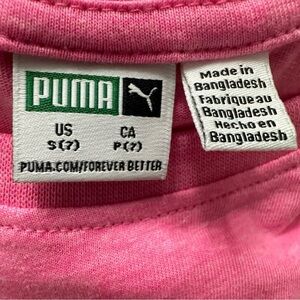 PUMA
US CA
S(7) P(7)
PUMA.COM/FOREVER BETTER
Made in
Bangladesh
Fabriqué au
Bangladesh
Hecho en
Bangladesh